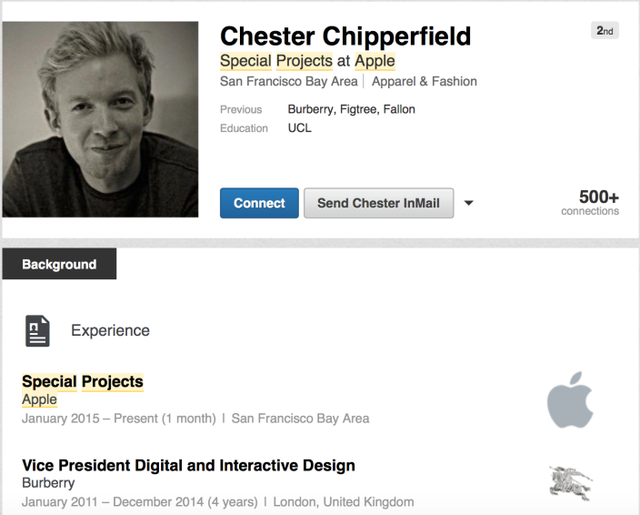 Chester Chipperfield
2nd
Special Projects at Apple
San Francisco Bay Area | Apparel & Fashion
Previous Burberry, Figtree, Fallon
Education UCL
Connect Send Chester InMail
500+
connections
Background
Experience
Special Projects
Apple
January 2015 – Present (1 month) | San Francisco Bay Area
Vice President Digital and Interactive Design
Burberry
January 2011 – December 2014 (4 years) | London, United Kingdom